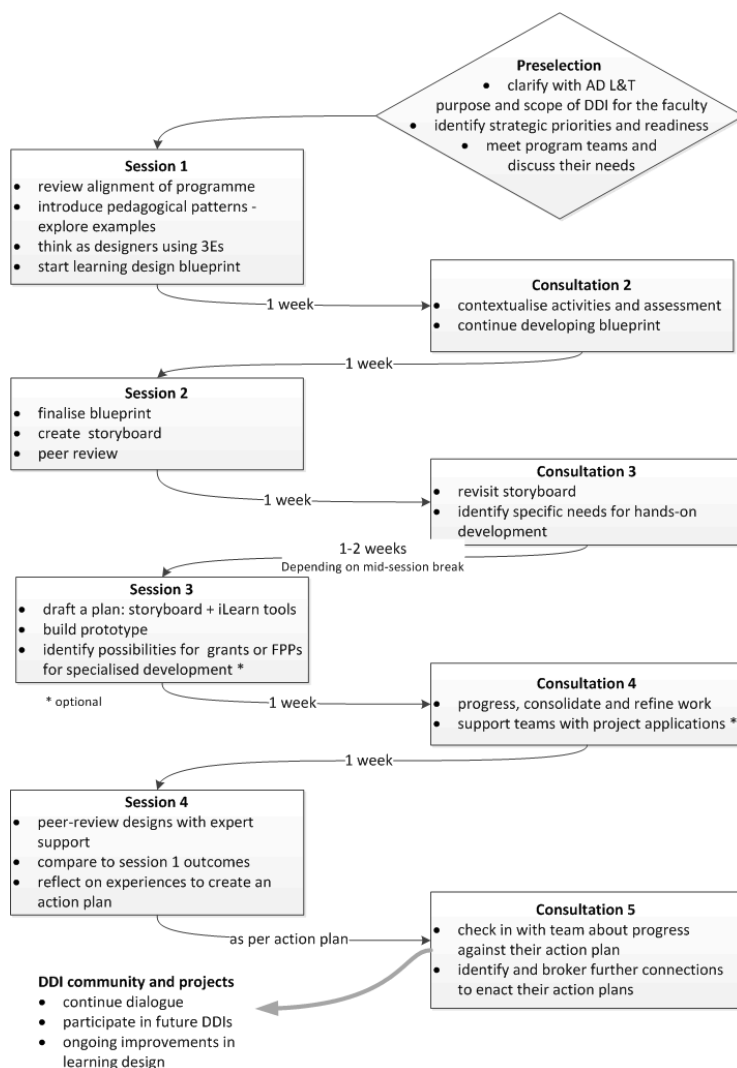 Preselection
• clarify with AD L&T
purpose and scope of DDI for the faculty
• identify strategic priorities and readiness
• meet program teams and
discuss their needs
Session 1
• review alignment of programme
• introduce pedagogical patterns -
explore examples
• think as designers using 3Es
• start learning design blueprint
1 week
Consultation 2
• contextualise activities and assessment
• continue developing blueprint
1 week
Session 2
• finalise blueprint
• create storyboard
• peer review
1 week
Consultation 3
• revisit storyboard
• identify specific needs for hands-on
development
1-2 weeks
Depending on mid-session break
Session 3
• draft a plan: storyboard + iLearn tools
• build prototype
• identify possibilities for grants or FPPs
for specialised development *
* optional
1 week
Consultation 4
• progress, consolidate and refine work
• support teams with project applications *
1 week
Session 4
• peer-review designs with expert
support
• compare to session 1 outcomes
• reflect on experiences to create an
action plan
as per action plan
Consultation 5
• check in with team about progress
against their action plan
• identify and broker further connections
to enact their action plans
DDI community and projects
• continue dialogue
• participate in future DDIs
• ongoing improvements in
learning design